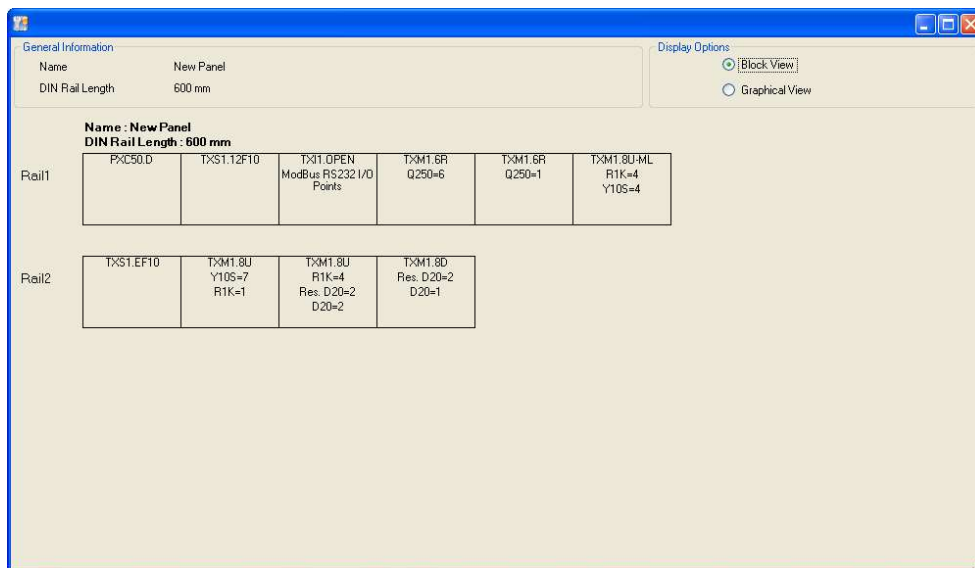 General Information
Name New Panel
DIN Rail Length 600 mm
Display Options
Block View
Graphical View
Name : New Panel
DIN Rail Length : 600 mm
Rail1
PXC50.D
TXS1.12F10
TXI1.OPEN
ModBus RS232 I/O
Points
TXM1.6R
Q250=6
TXM1.6R
Q250=1
TXM1.8U-ML
R1K=4
Y10S=4
Rail2
TXS1.EF10
TXM1.8U
Y10S=7
R1K=1
TXM1.8U
R1K=4
Res. D20=2
D20=2
TXM1.8D
Res. D20=2
D20=1